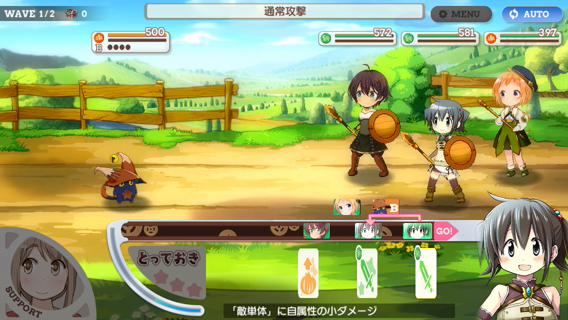 WAVE 1/2 0
通常攻撃
MENU
AUTO
500
B
572
581
397
B
GO!
とっておき
SUPPORT
「敵単体」に自属性の小ダメージ